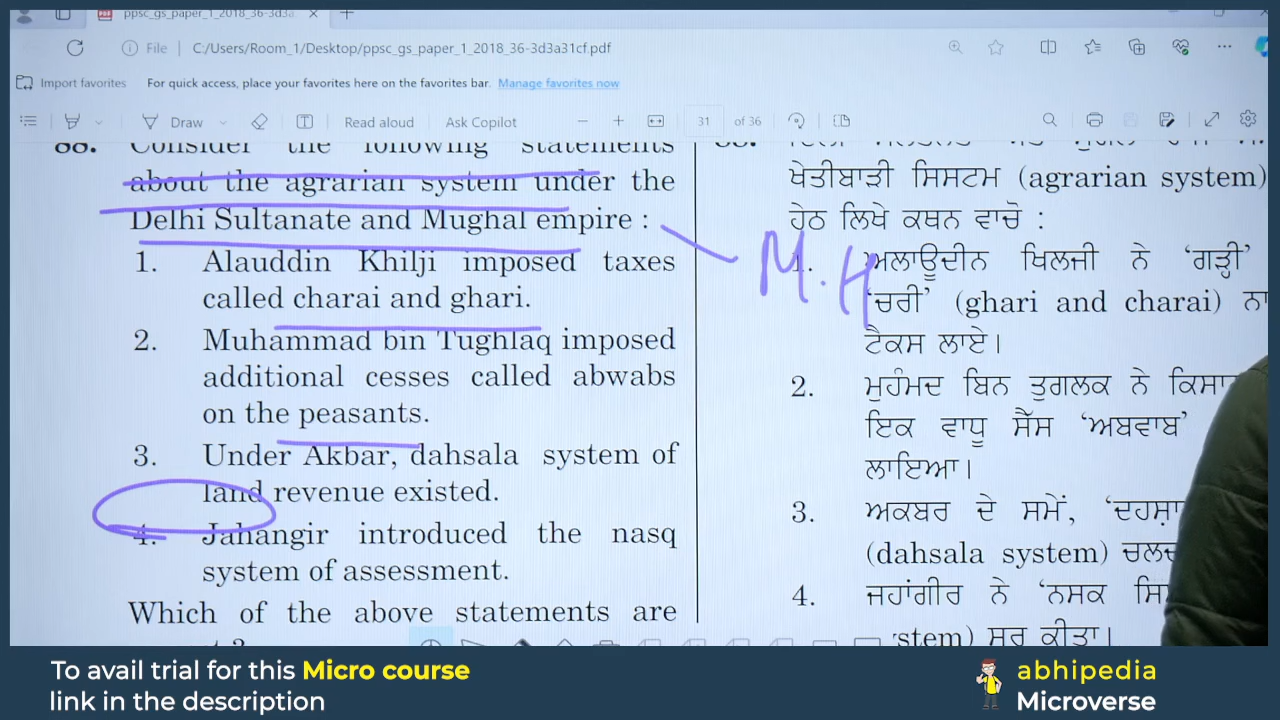 ppsc_gs_paper_1_2018_36-3d3a
File C:/Users/Room_1/Desktop/ppsc_gs_paper_1_2018_36-3d3a31cf.pdf
Import favorites For quick access, place your favorites here on the favorites bar. Manage favorites now
Draw Read aloud Ask Copilot 31 of 36
88. Consider the following statements
about the agrarian system under the
Delhi Sultanate and Mughal empire :
1. Alauddin Khilji imposed taxes
called charai and ghari.
2. Muhammad bin Tughlaq imposed
additional cesses called abwabs
on the peasants.
3. Under Akbar, dahsala system of
land revenue existed.
4. Jahangir introduced the nasq
system of assessment.
Which of the above statements are
M.H
ਖੇਤੀਬਾੜੀ ਸਿਸਟਮ (agrarian system)
ਹੇਠ ਲਿਖੇ ਕਥਨ ਵਾਚੋ :
1. ਅਲਾਊਦੀਨ ਖਿਲਜੀ ਨੇ ‘ਗੜ੍ਹੀ’
‘ਚਰੀ’ (ghari and charai) ਨਾ
ਟੈਕਸ ਲਾਏ।
2. ਮੁਹੰਮਦ ਬਿਨ ਤੁਗਲਕ ਨੇ ਕਿਸਾ
ਇਕ ਵਾਧੂ ਸੈੱਸ ‘ਅਬਵਾਬ’
ਲਾਇਆ।
3. ਅਕਬਰ ਦੇ ਸਮੇਂ, ‘ਦਹਸ਼ਾ
(dahsala system) ਚਲਦ
4. ਜਹਾਂਗੀਰ ਨੇ ‘ਨਸਕ ਸਿ
stem) ਸ਼ੁਰੂ ਕੀਤਾ।
To avail trial for this Micro course
link in the description
abhipedia
Microverse